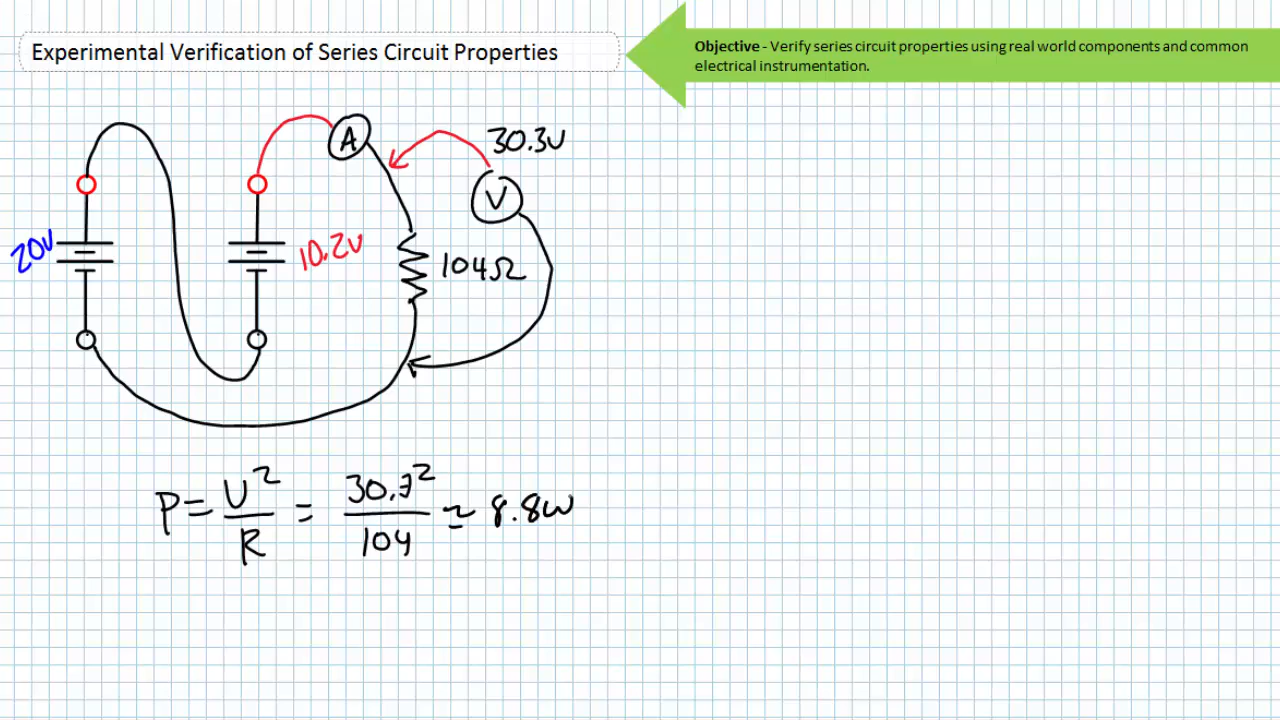 Experimental Verification of Series Circuit Properties
Objective - Verify series circuit properties using real world components and common
electrical instrumentation.
A
30.3V
V
20V
10.2V
104Ω
P = V² / R = 30.3² / 104 ≃ 8.8W